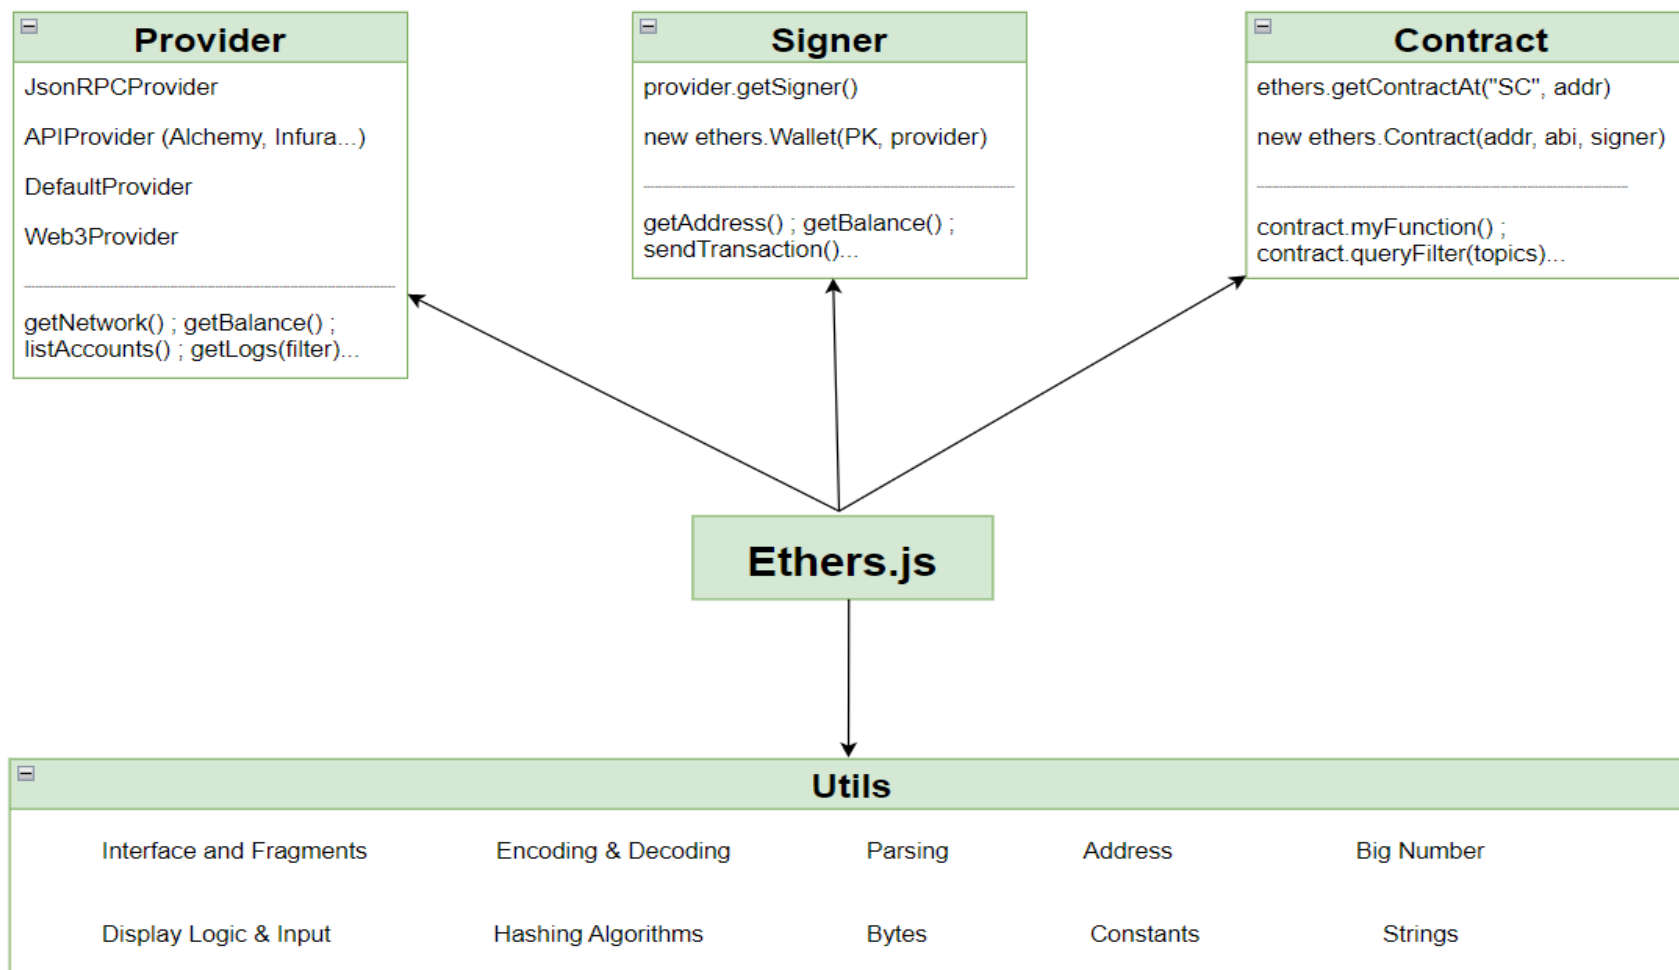 Provider
JsonRPCProvider
APIProvider (Alchemy, Infura...)
DefaultProvider
Web3Provider
getNetwork() ; getBalance() ;
listAccounts() ; getLogs(filter)...
Signer
provider.getSigner()
new ethers.Wallet(PK, provider)
getAddress() ; getBalance() ;
sendTransaction()...
Contract
ethers.getContractAt("SC", addr)
new ethers.Contract(addr, abi, signer)
contract.myFunction() ;
contract.queryFilter(topics)...
Ethers.js
Utils
Interface and Fragments
Encoding & Decoding
Parsing
Address
Big Number
Display Logic & Input
Hashing Algorithms
Bytes
Constants
Strings